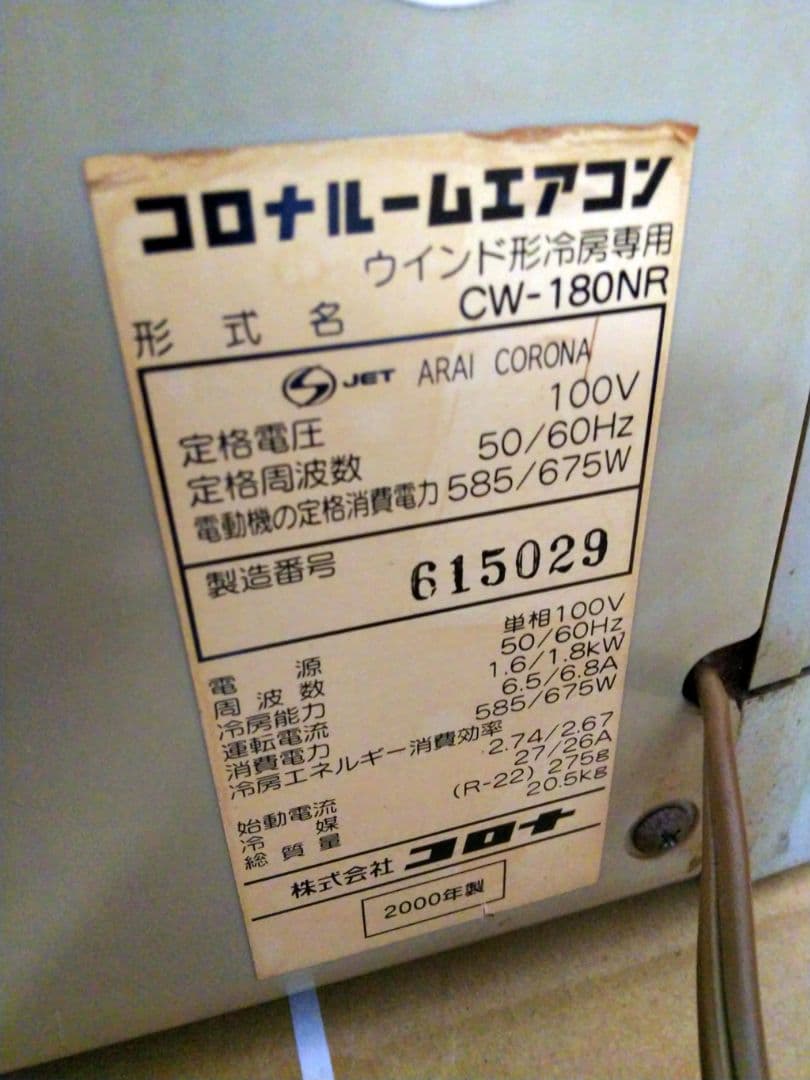 コロナルームエアコン
ウインド形冷房専用
形式名 CW-180NR
JET ARAI CORONA
定格電圧 100V
定格周波数 50/60Hz
電動機の定格消費電力 585/675W
製造番号 615029
電源 単相100V
周波数 50/60Hz
冷房能力 1.6/1.8kW
運転電流 6.5/6.8A
消費電力 585/675W
冷房エネルギー消費効率 2.74/2.67
始動電流 27/26A
冷媒 (R-22) 275g
総質量 20.5kg
株式会社 コロナ
2000年製